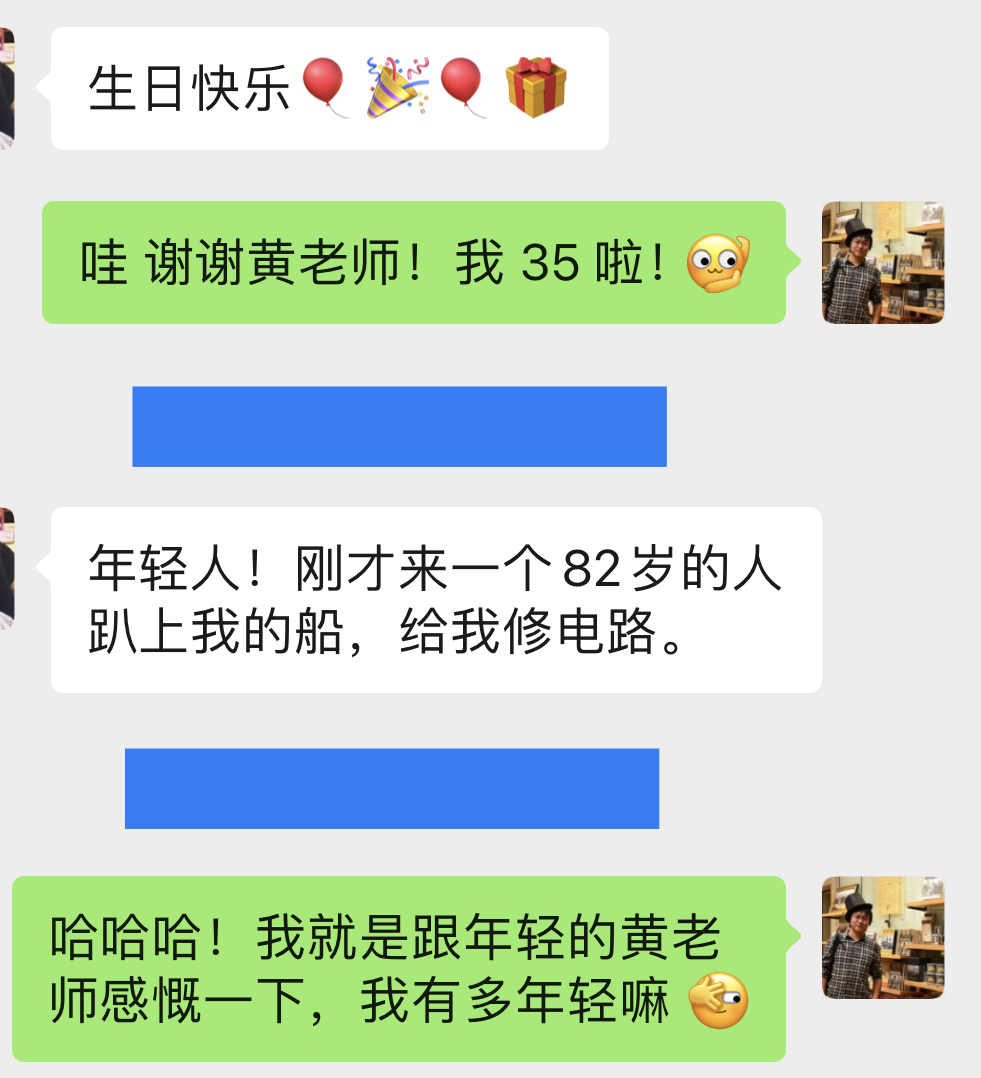 生日快乐🎈🎉🎈🎁
哇 谢谢黄老师！我 35 啦！🫣
年轻人！刚才来一个82岁的人
趴上我的船，给我修电路。
哈哈哈！我就是跟年轻的黄老
师感慨一下，我有多年轻嘛